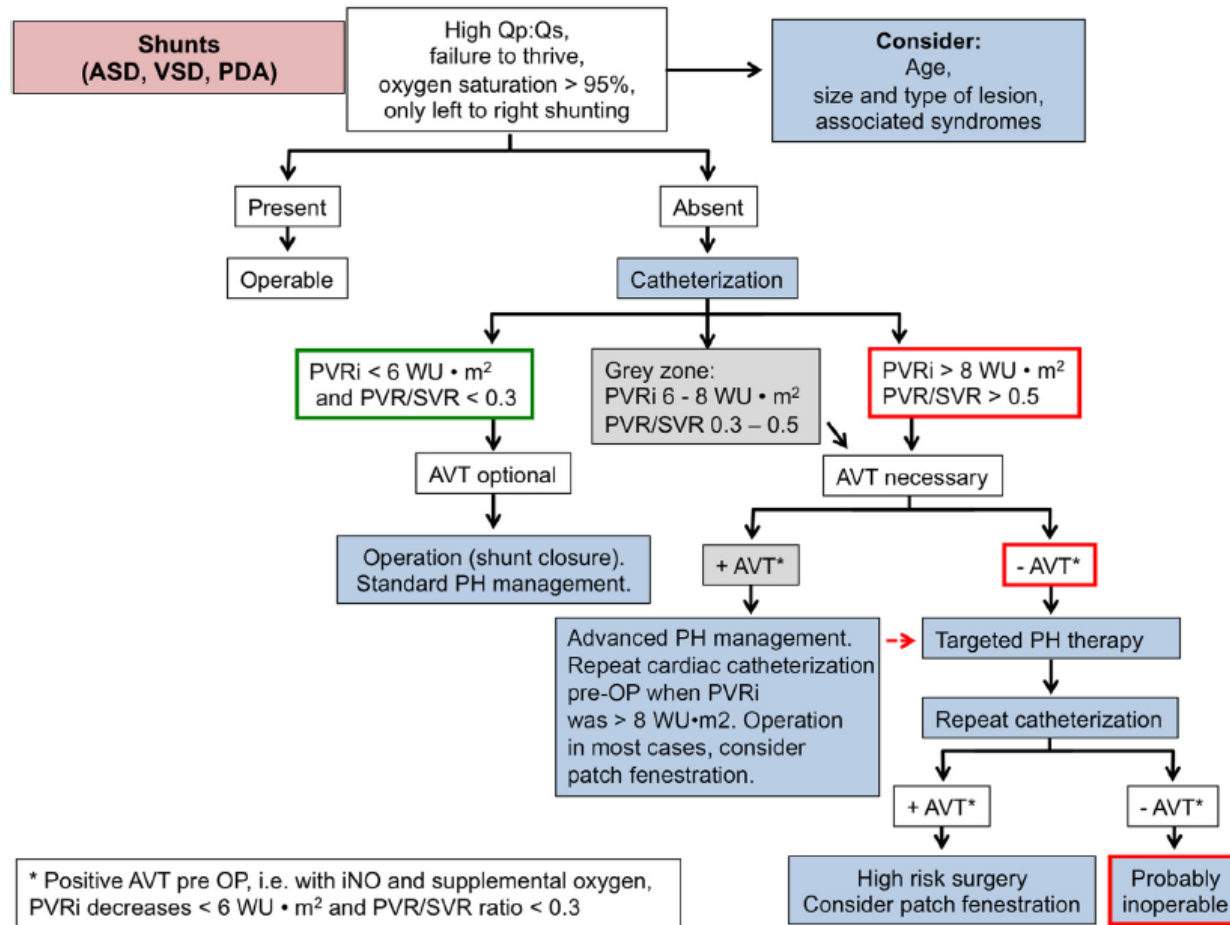 Shunts
(ASD, VSD, PDA)
High Qp:Qs,
failure to thrive,
oxygen saturation > 95%,
only left to right shunting
Consider:
Age,
size and type of lesion,
associated syndromes
Present
Absent
Operable
Catheterization
PVRi < 6 WU • m²
and PVR/SVR < 0.3
Grey zone:
PVRi 6 - 8 WU • m²
PVR/SVR 0.3 – 0.5
PVRi > 8 WU • m²
PVR/SVR > 0.5
AVT optional
AVT necessary
Operation (shunt closure).
Standard PH management.
+ AVT*
- AVT*
Advanced PH management.
Repeat cardiac catheterization
pre-OP when PVRi
was > 8 WU•m2. Operation
in most cases, consider
patch fenestration.
Targeted PH therapy
Repeat catheterization
+ AVT*
- AVT*
High risk surgery
Consider patch fenestration
Probably
inoperable
* Positive AVT pre OP, i.e. with iNO and supplemental oxygen,
PVRi decreases < 6 WU • m² and PVR/SVR ratio < 0.3